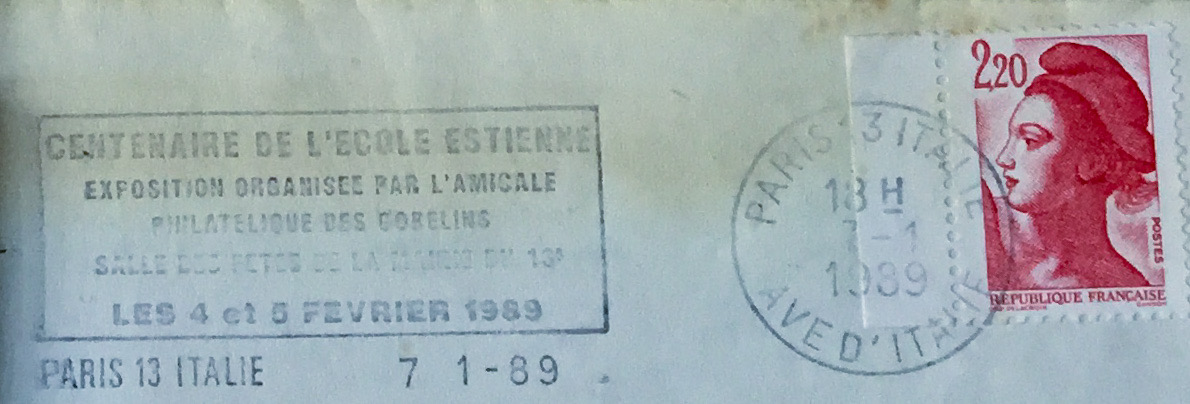 CENTENAIRE DE L'ECOLE ESTIENNE
EXPOSITION ORGANISEE PAR L'AMICALE
PHILATELIQUE DES GOBELINS
SALLE DES FETES DE LA MAIRIE DU 13e
LES 4 et 5 FEVRIER 1989
PARIS 13 ITALIE 7 1-89
PARIS 13 ITALIE
18 H
7-1
1989
AVE D'ITALIE
2,20
POSTES
RÉPUBLIQUE FRANÇAISE